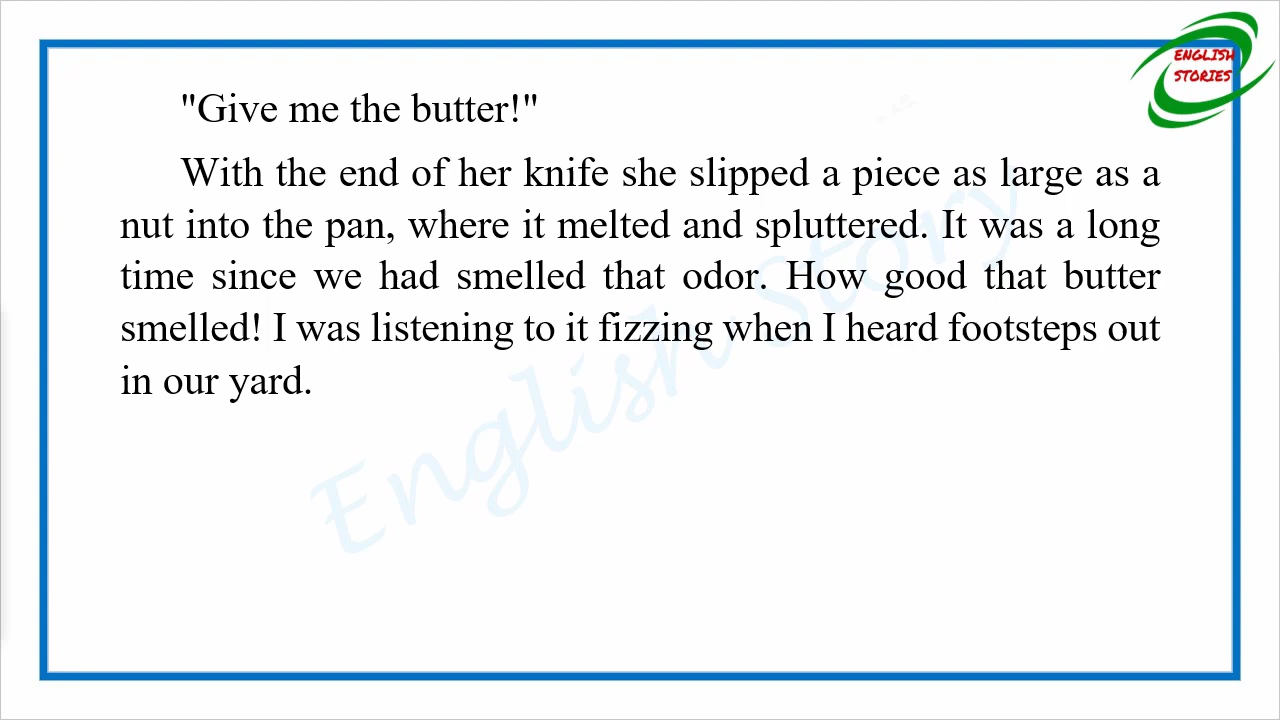 ENGLISH
STORIES
"Give me the butter!"
With the end of her knife she slipped a piece as large as a
nut into the pan, where it melted and spluttered. It was a long
time since we had smelled that odor. How good that butter
smelled! I was listening to it fizzing when I heard footsteps out
in our yard.
English Story